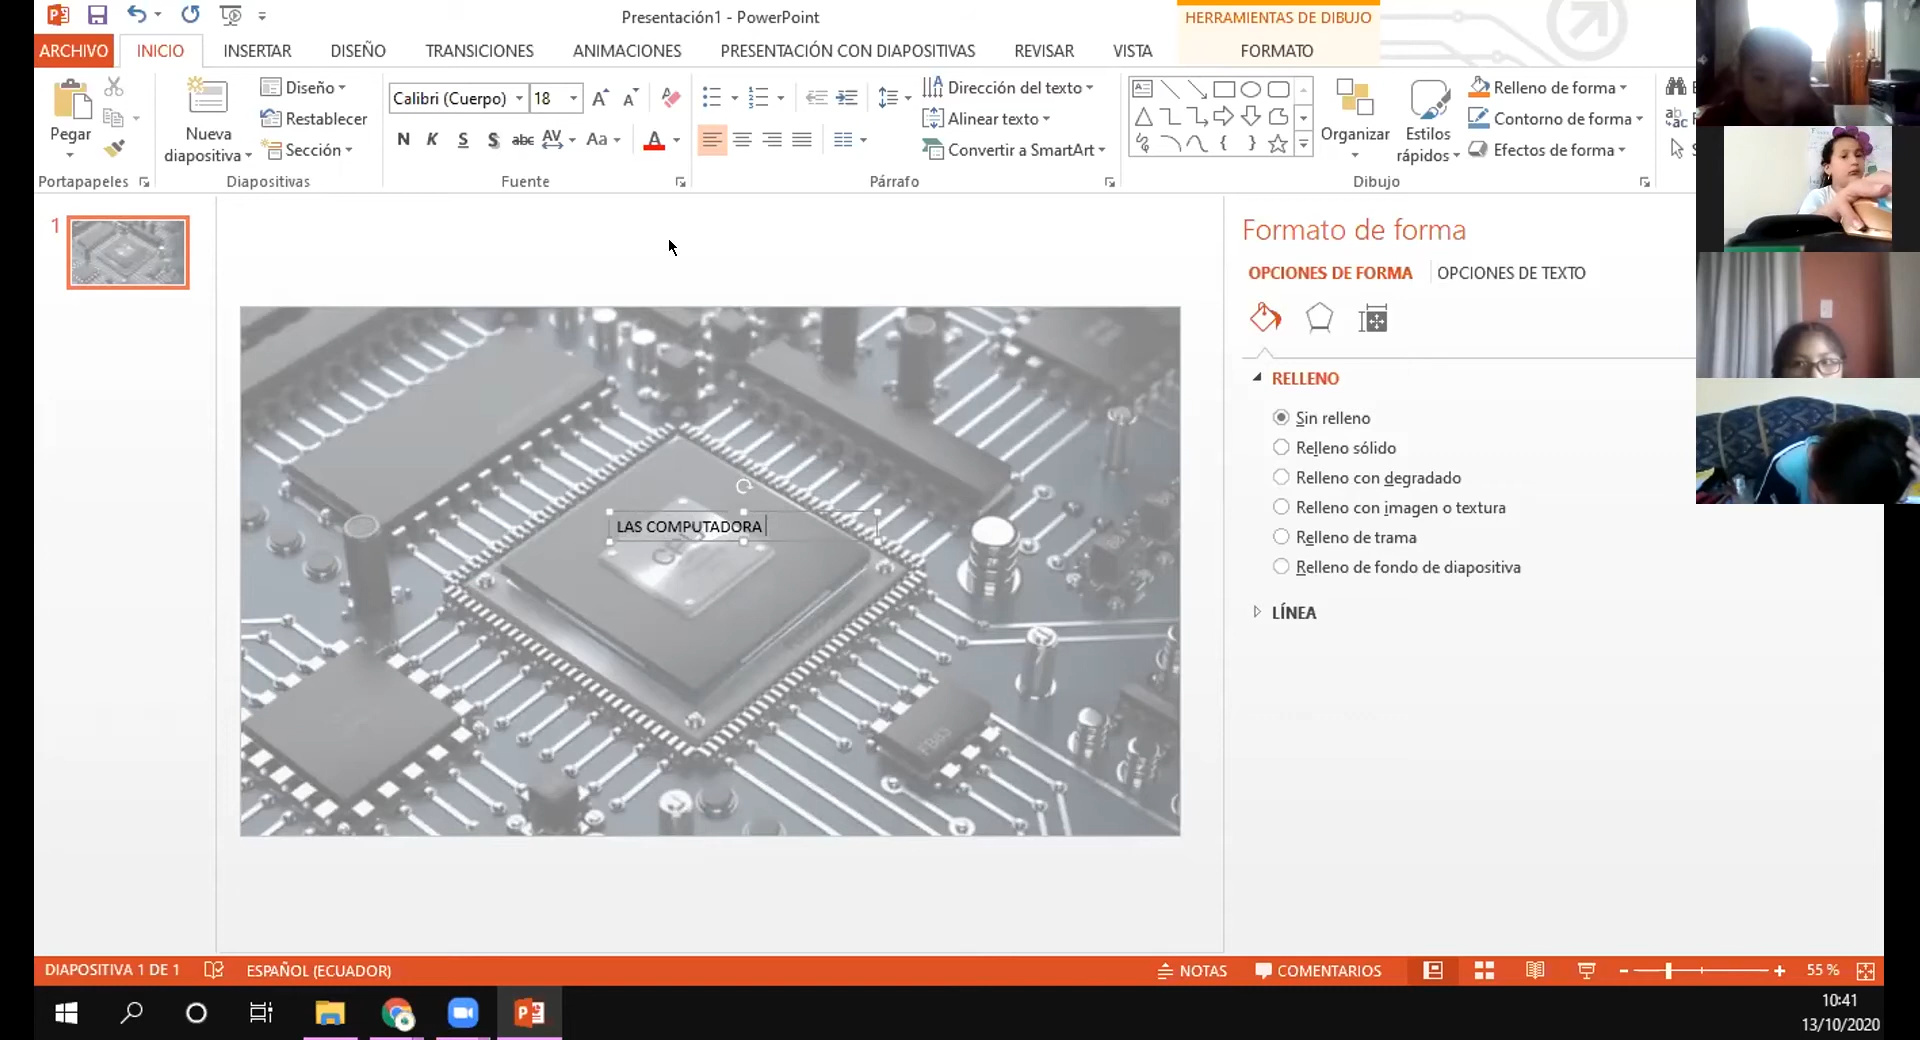 Presentación1 - PowerPoint
HERRAMIENTAS DE DIBUJO
ARCHIVO INICIO INSERTAR DISEÑO TRANSICIONES ANIMACIONES PRESENTACIÓN CON DIAPOSITIVAS REVISAR VISTA FORMATO
Pegar
Portapapeles
Nueva
diapositiva
Diseño
Restablecer
Sección
Diapositivas
Calibri (Cuerpo) 18
N K S abc AV Aa A
Fuente
Dirección del texto
Alinear texto
Convertir a SmartArt
Párrafo
Organizar
Estilos
rápidos
Relleno de forma
Contorno de forma
Efectos de forma
Dibujo
1
LAS COMPUTADORA
Formato de forma
OPCIONES DE FORMA OPCIONES DE TEXTO
RELLENO
Sin relleno
Relleno sólido
Relleno con degradado
Relleno con imagen o textura
Relleno de trama
Relleno de fondo de diapositiva
LÍNEA
DIAPOSITIVA 1 DE 1 ESPAÑOL (ECUADOR) NOTAS COMENTARIOS 55 %
10:41
13/10/2020